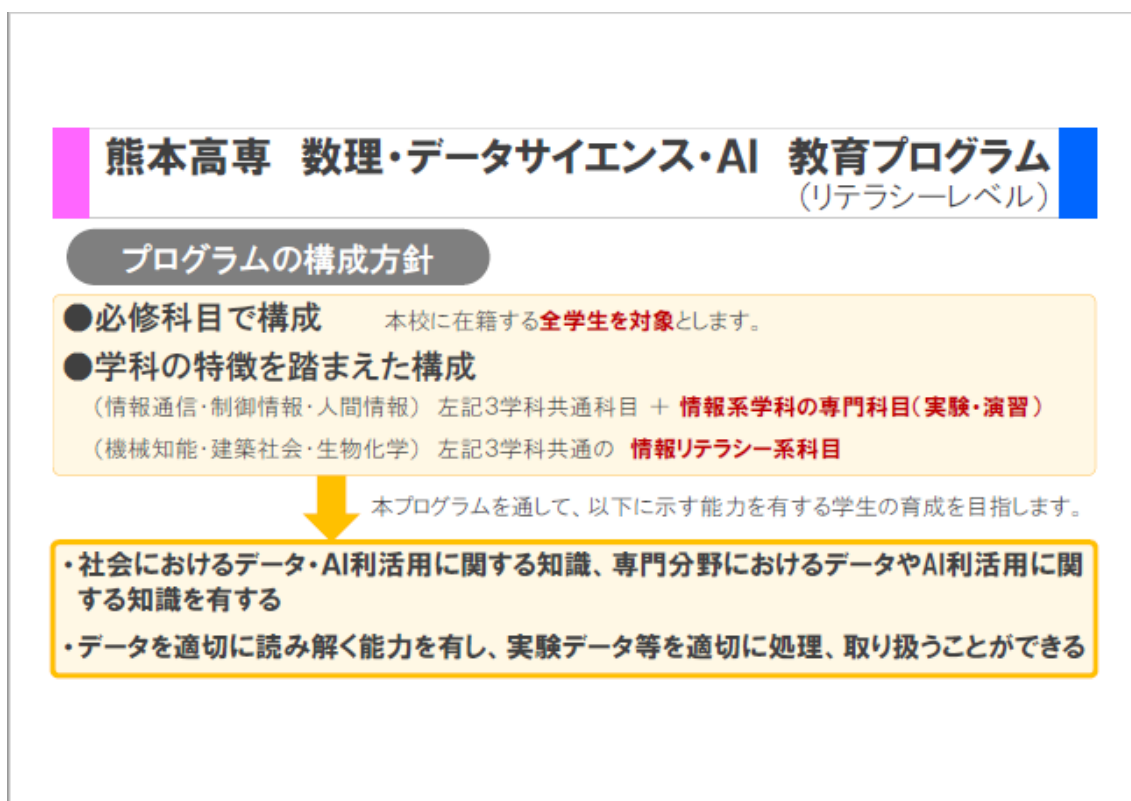 熊本高専　数理・データサイエンス・AI　教育プログラム
（リテラシーレベル）
プログラムの構成方針
●必修科目で構成　本校に在籍する全学生を対象とします。
●学科の特徴を踏まえた構成
（情報通信・制御情報・人間情報）左記3学科共通科目 ＋ 情報系学科の専門科目（実験・演習）
（機械知能・建築社会・生物化学）左記3学科共通の 情報リテラシー系科目
本プログラムを通して、以下に示す能力を有する学生の育成を目指します。
・社会におけるデータ・AI利活用に関する知識、専門分野におけるデータやAI利活用に関
する知識を有する
・データを適切に読み解く能力を有し、実験データ等を適切に処理、取り扱うことができる